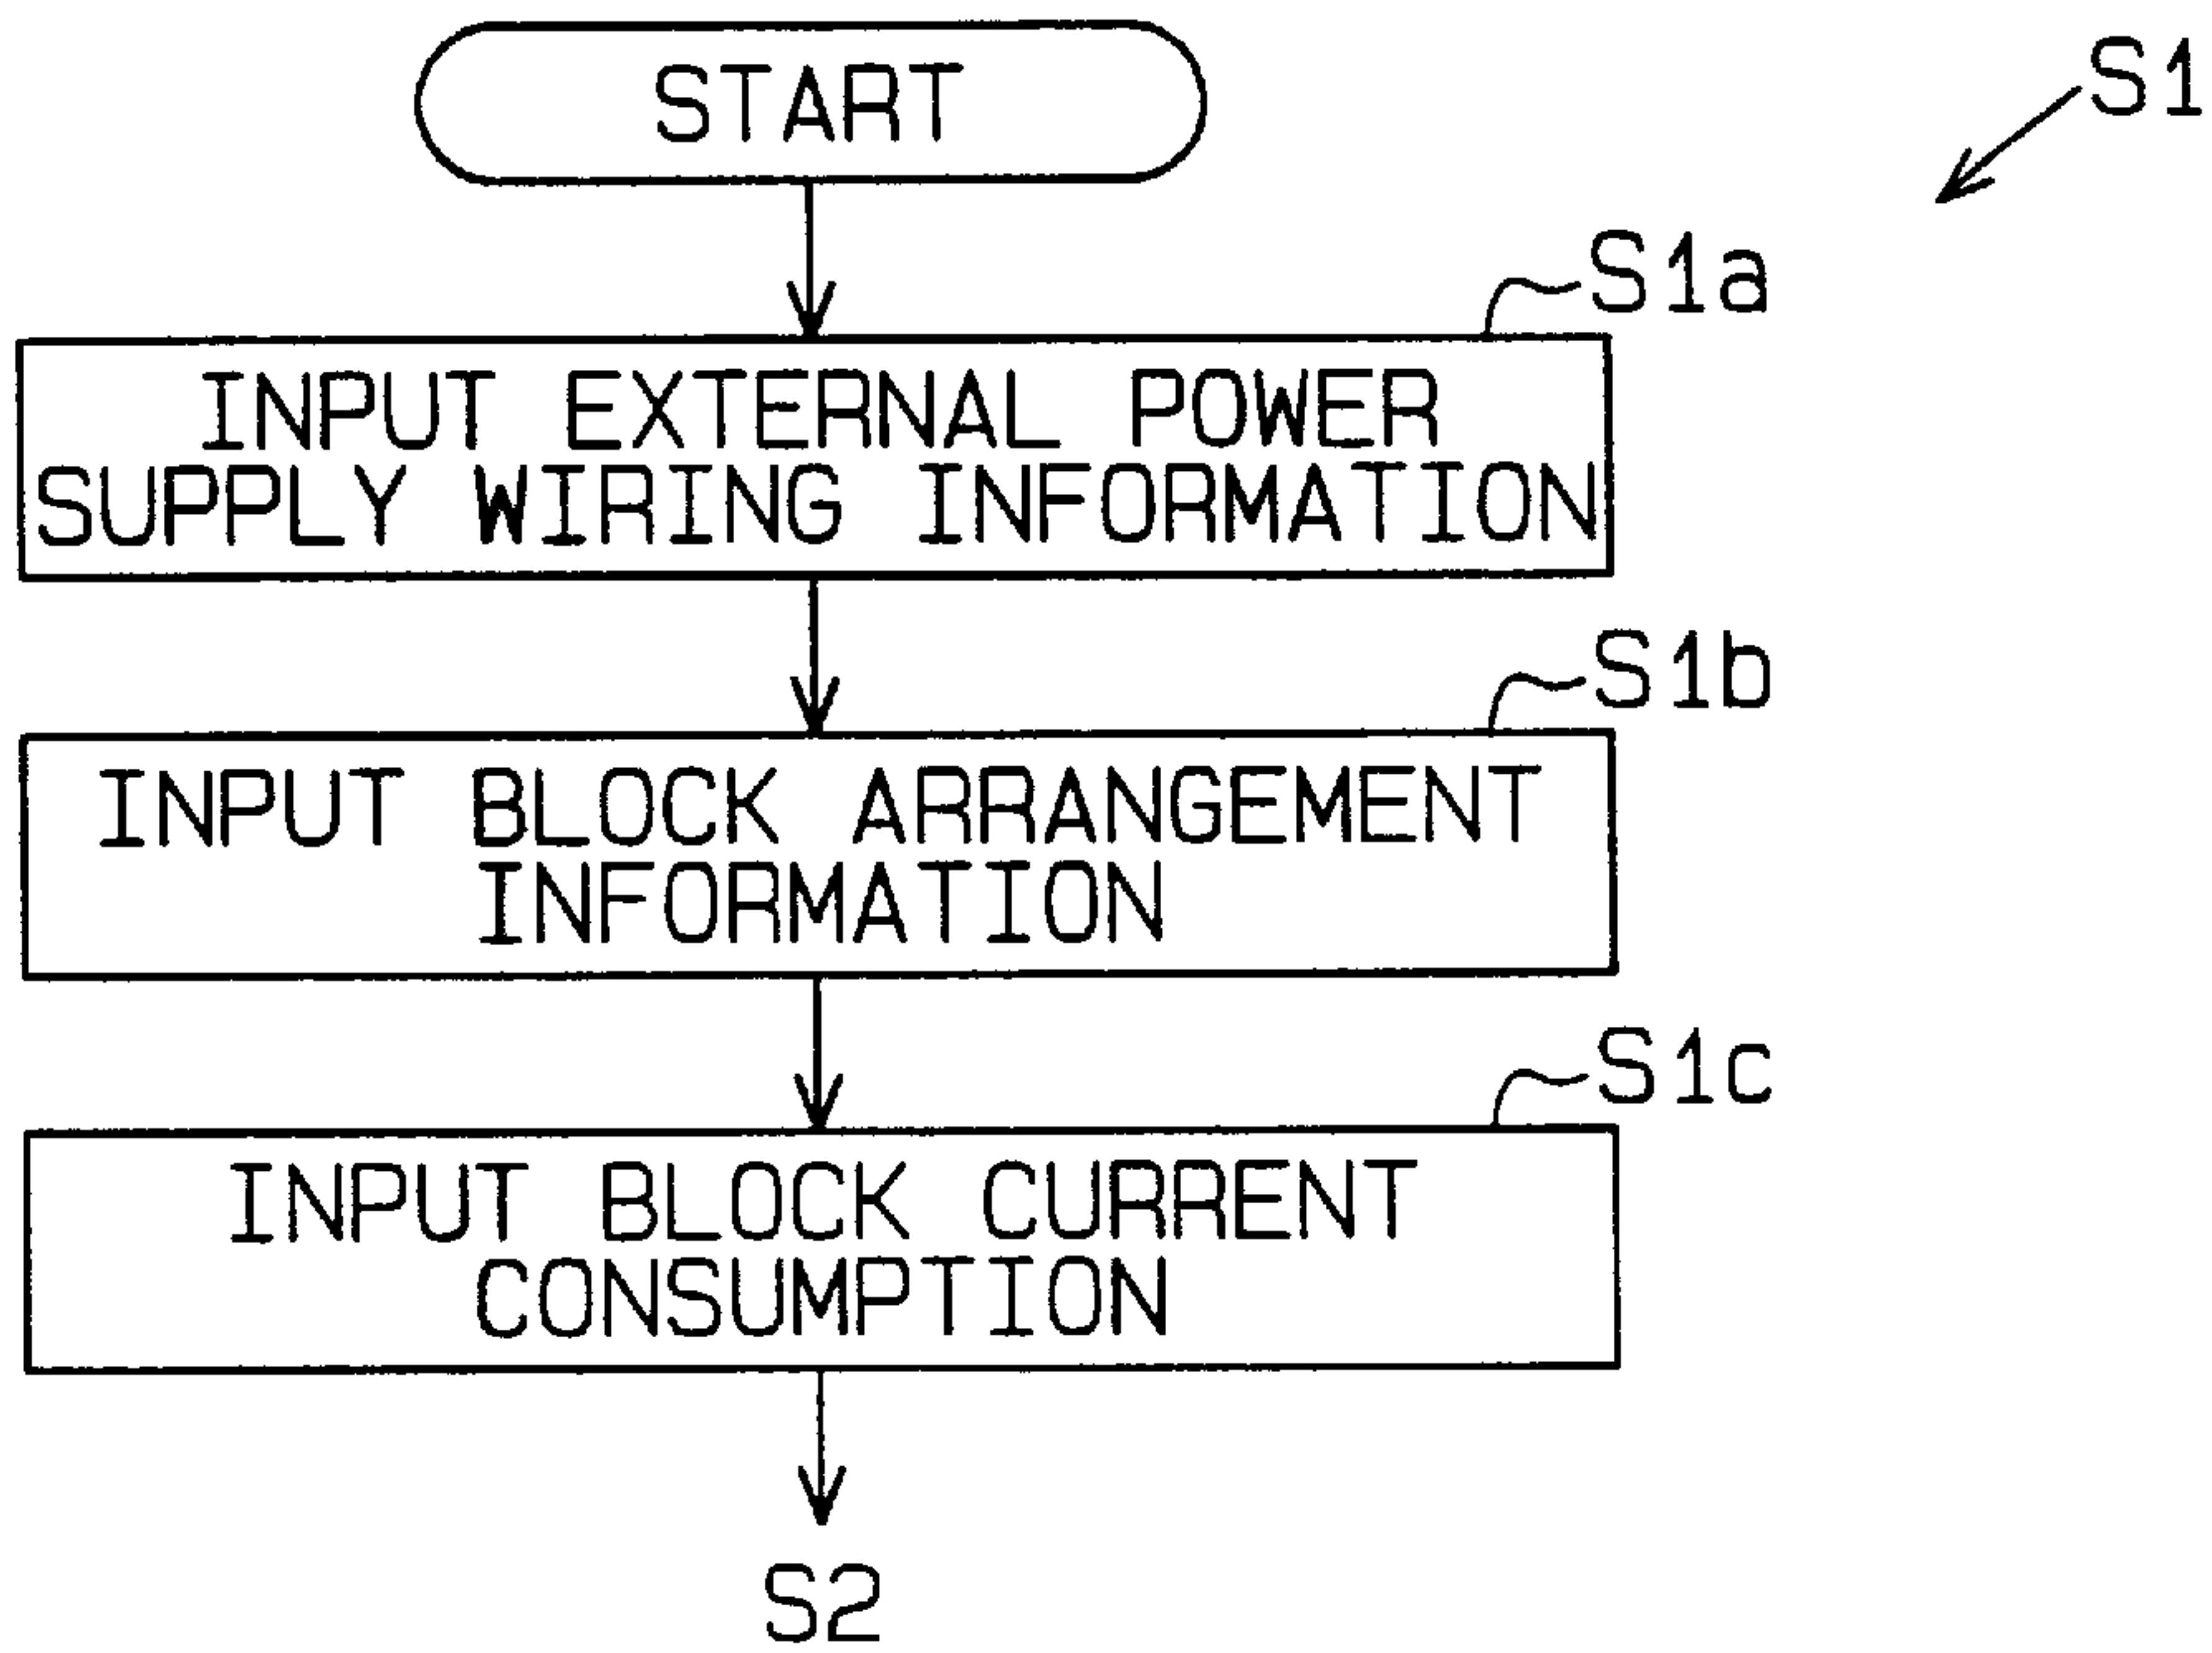 START
S1
S1a
INPUT EXTERNAL POWER
SUPPLY WIRING INFORMATION
S1b
INPUT BLOCK ARRANGEMENT
INFORMATION
S1c
INPUT BLOCK CURRENT
CONSUMPTION
S2